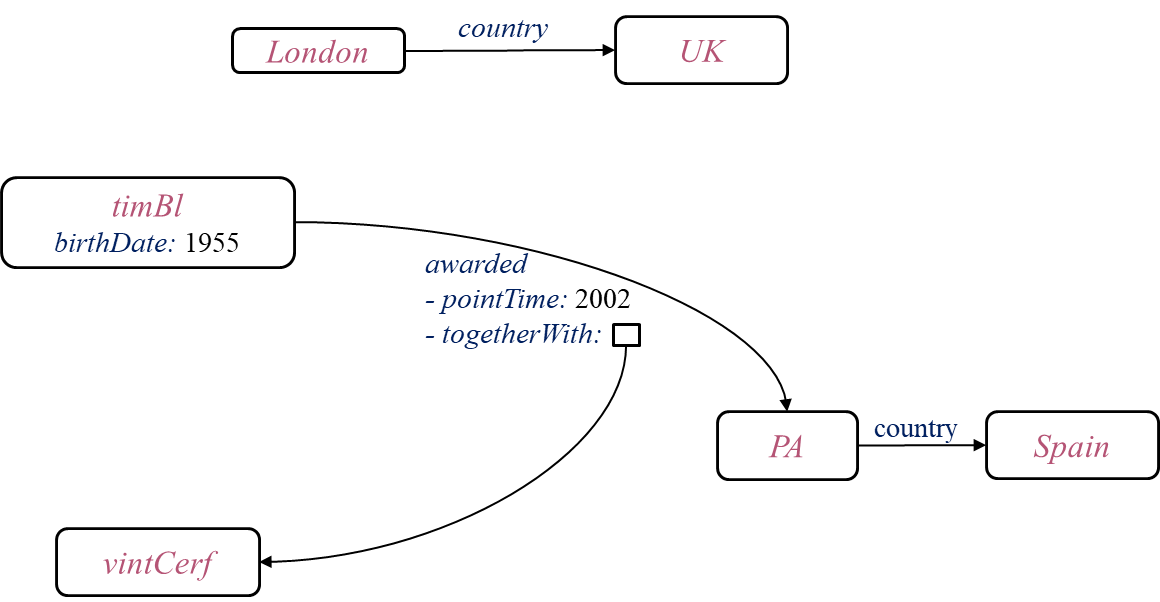 country
London
UK
timBl
birthDate: 1955
awarded
- pointTime: 2002
- togetherWith:
PA
country
Spain
vintCerf